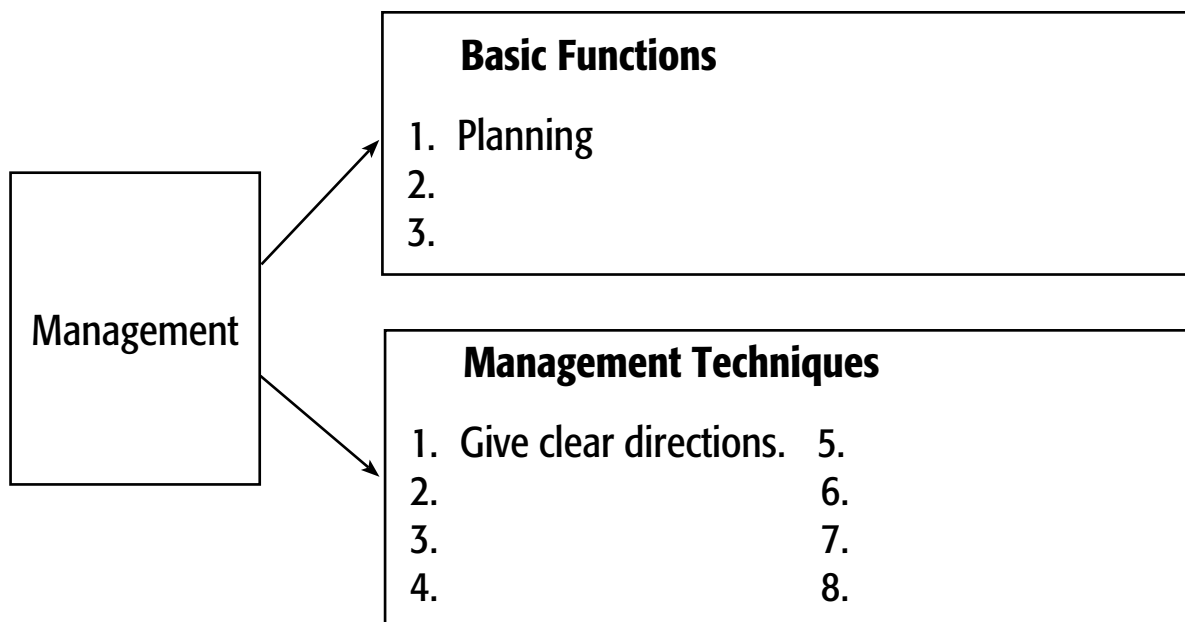 Management
Basic Functions
1. Planning
2.
3.
Management Techniques
1. Give clear directions. 5.
2. 6.
3. 7.
4. 8.